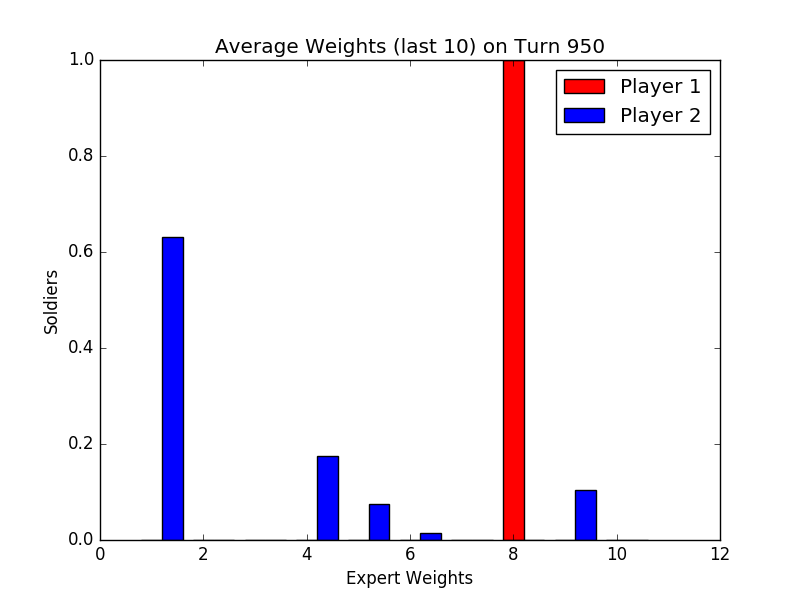 Average Weights (last 10) on Turn 950
1.0
0.8
0.6
0.4
0.2
0.0
Soldiers
Player 1
Player 2
0 2 4 6 8 10 12
Expert Weights